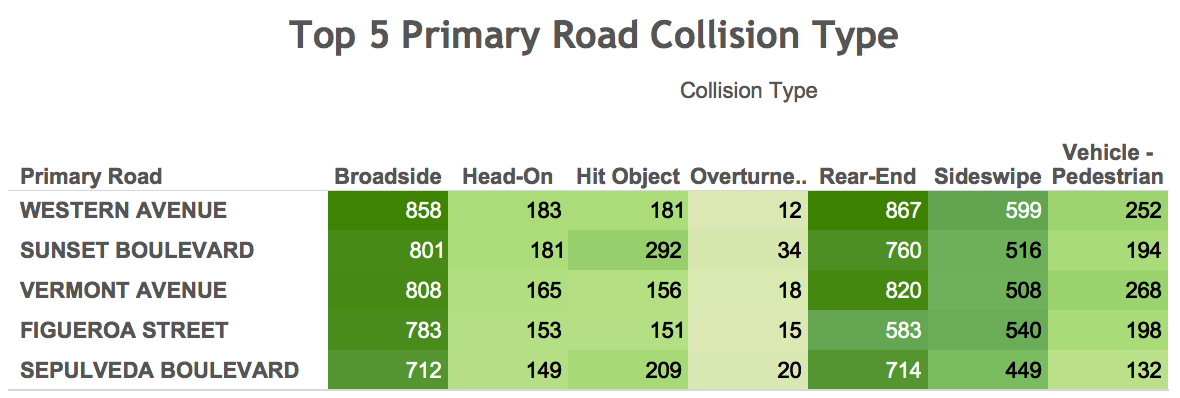 Top 5 Primary Road Collision Type
Collision Type
Primary Road Broadside Head-On Hit Object Overturne.. Rear-End Sideswipe Vehicle - Pedestrian
WESTERN AVENUE 858 183 181 12 867 599 252
SUNSET BOULEVARD 801 181 292 34 760 516 194
VERMONT AVENUE 808 165 156 18 820 508 268
FIGUEROA STREET 783 153 151 15 583 540 198
SEPULVEDA BOULEVARD 712 149 209 20 714 449 132